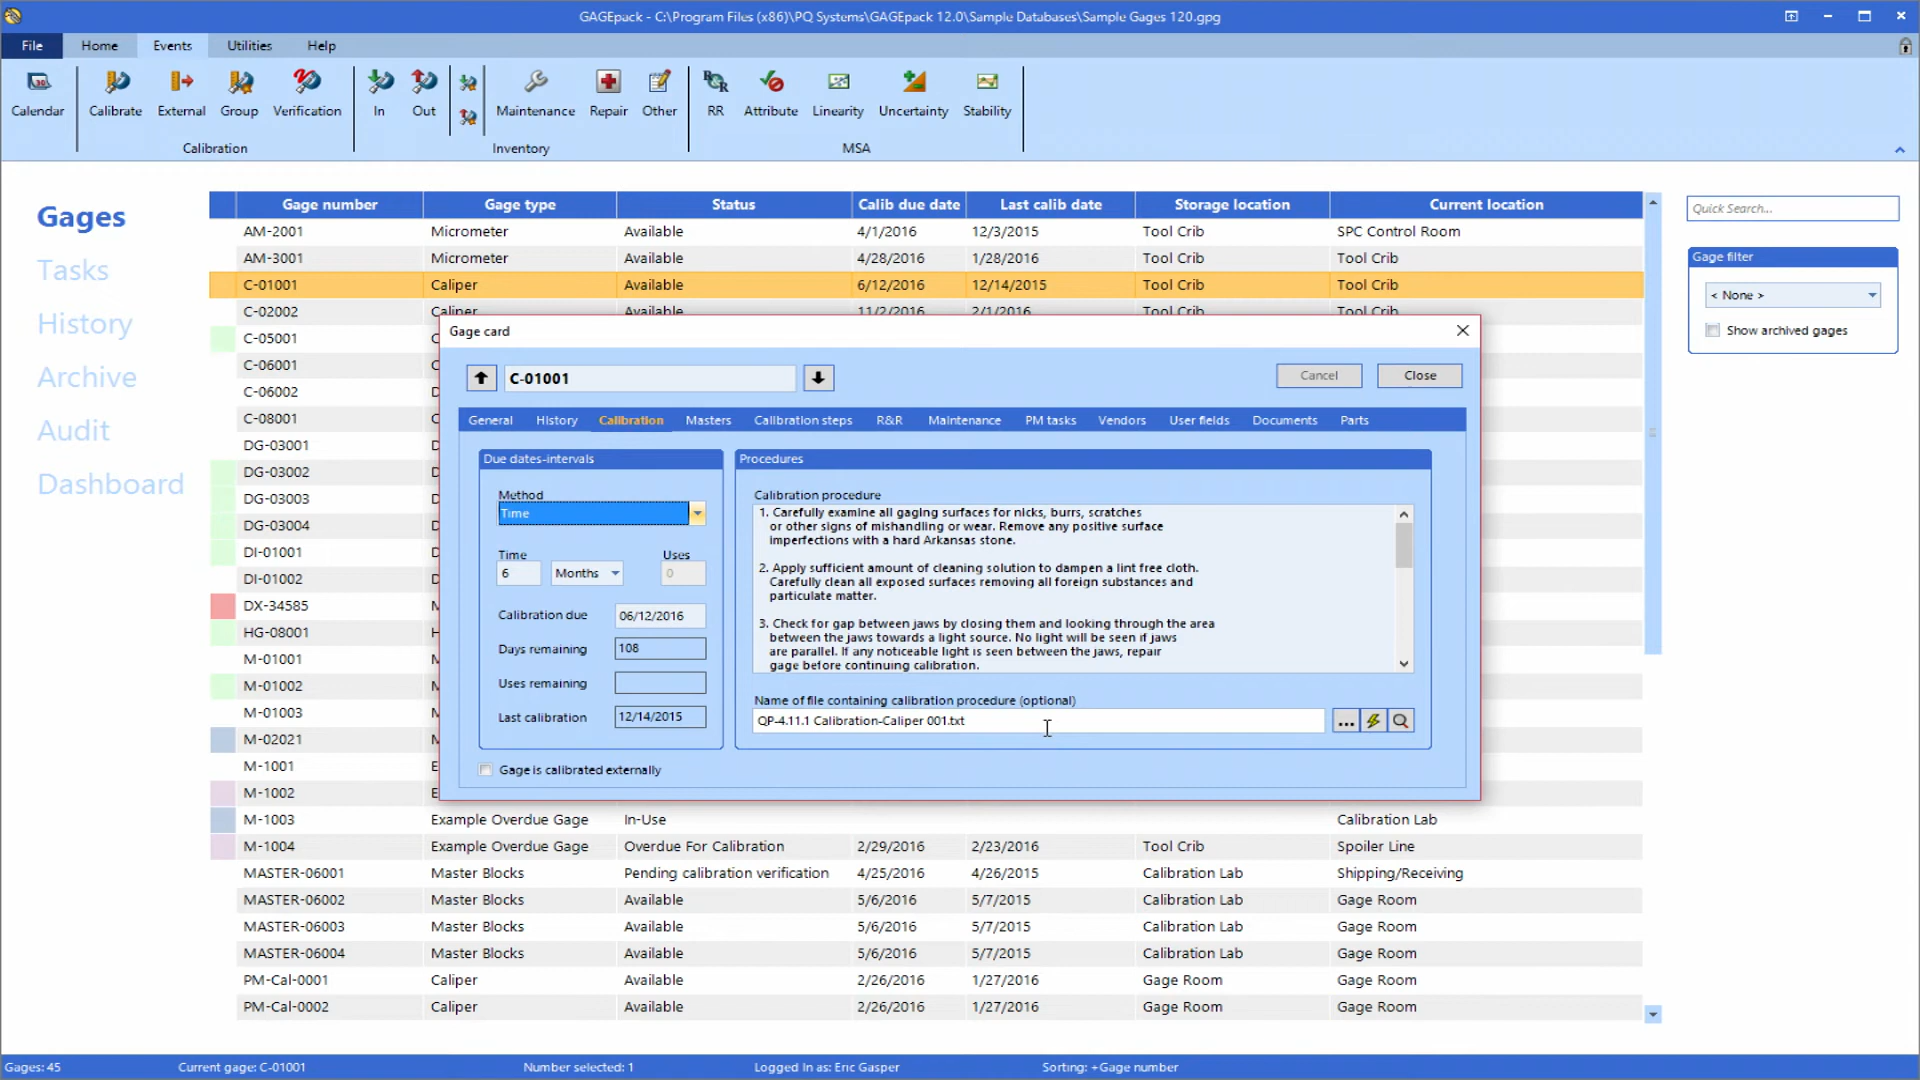 GAGEpack - C:\Program Files (x86)\PQ Systems\GAGEpack 12.0\Sample Databases\Sample Gages 120.gpg
File Home Events Utilities Help
Calendar Calibrate External Group Verification In Out Maintenance Repair Other RR Attribute Linearity Uncertainty Stability
Calibration Inventory MSA
Gages
Tasks
History
Archive
Audit
Dashboard
Gage number Gage type Status Calib due date Last calib date Storage location Current location
AM-2001 Micrometer Available 4/1/2016 12/3/2015 Tool Crib SPC Control Room
AM-3001 Micrometer Available 4/28/2016 1/28/2016 Tool Crib Tool Crib
C-01001 Caliper Available 6/12/2016 12/14/2015 Tool Crib Tool Crib
C-02002 Caliper Available 11/2/2016 2/1/2016 Tool Crib Tool Crib
C-05001 C
C-06001 C
C-06002 D
C-08001 C
DG-03001 D
DG-03002 D
DG-03003 D
DG-03004 D
DI-01001 D
DI-01002 D
DX-34585 M
HG-08001 H
M-01001 M
M-01002 M
M-01003 M
M-02021 M
M-1001 E
M-1002 E
M-1003 Example Overdue Gage In-Use Calibration Lab
M-1004 Example Overdue Gage Overdue For Calibration 2/29/2016 2/23/2016 Tool Crib Spoiler Line
MASTER-06001 Master Blocks Pending calibration verification 4/25/2016 4/26/2015 Calibration Lab Shipping/Receiving
MASTER-06002 Master Blocks Available 5/6/2016 5/7/2015 Calibration Lab Gage Room
MASTER-06003 Master Blocks Available 5/6/2016 5/7/2015 Calibration Lab Gage Room
MASTER-06004 Master Blocks Available 5/6/2016 5/7/2015 Calibration Lab Gage Room
PM-Cal-0001 Caliper Available 2/26/2016 1/27/2016 Gage Room Gage Room
PM-Cal-0002 Caliper Available 2/26/2016 1/27/2016 Gage Room Gage Room
Quick Search...
Gage filter
< None >
Show archived gages
Gage card
C-01001
Cancel Close
General History Calibration Masters Calibration steps R&R Maintenance PM tasks Vendors User fields Documents Parts
Due dates-intervals
Method
Time
Time Uses
6 Months 0
Calibration due 06/12/2016
Days remaining 108
Uses remaining
Last calibration 12/14/2015
Gage is calibrated externally
Procedures
Calibration procedure
1. Carefully examine all gaging surfaces for nicks, burrs, scratches
or other signs of mishandling or wear. Remove any positive surface
imperfections with a hard Arkansas stone.
2. Apply sufficient amount of cleaning solution to dampen a lint free cloth.
Carefully clean all exposed surfaces removing all foreign substances and
particulate matter.
3. Check for gap between jaws by closing them and looking through the area
between the jaws towards a light source. No light will be seen if jaws
are parallel. If any noticeable light is seen between the jaws, repair
gage before continuing calibration.
Name of file containing calibration procedure (optional)
QP-4.11.1 Calibration-Caliper 001.txt
...
Gages: 45 Current gage: C-01001 Number selected: 1 Logged In as: Eric Gasper Sorting: +Gage number